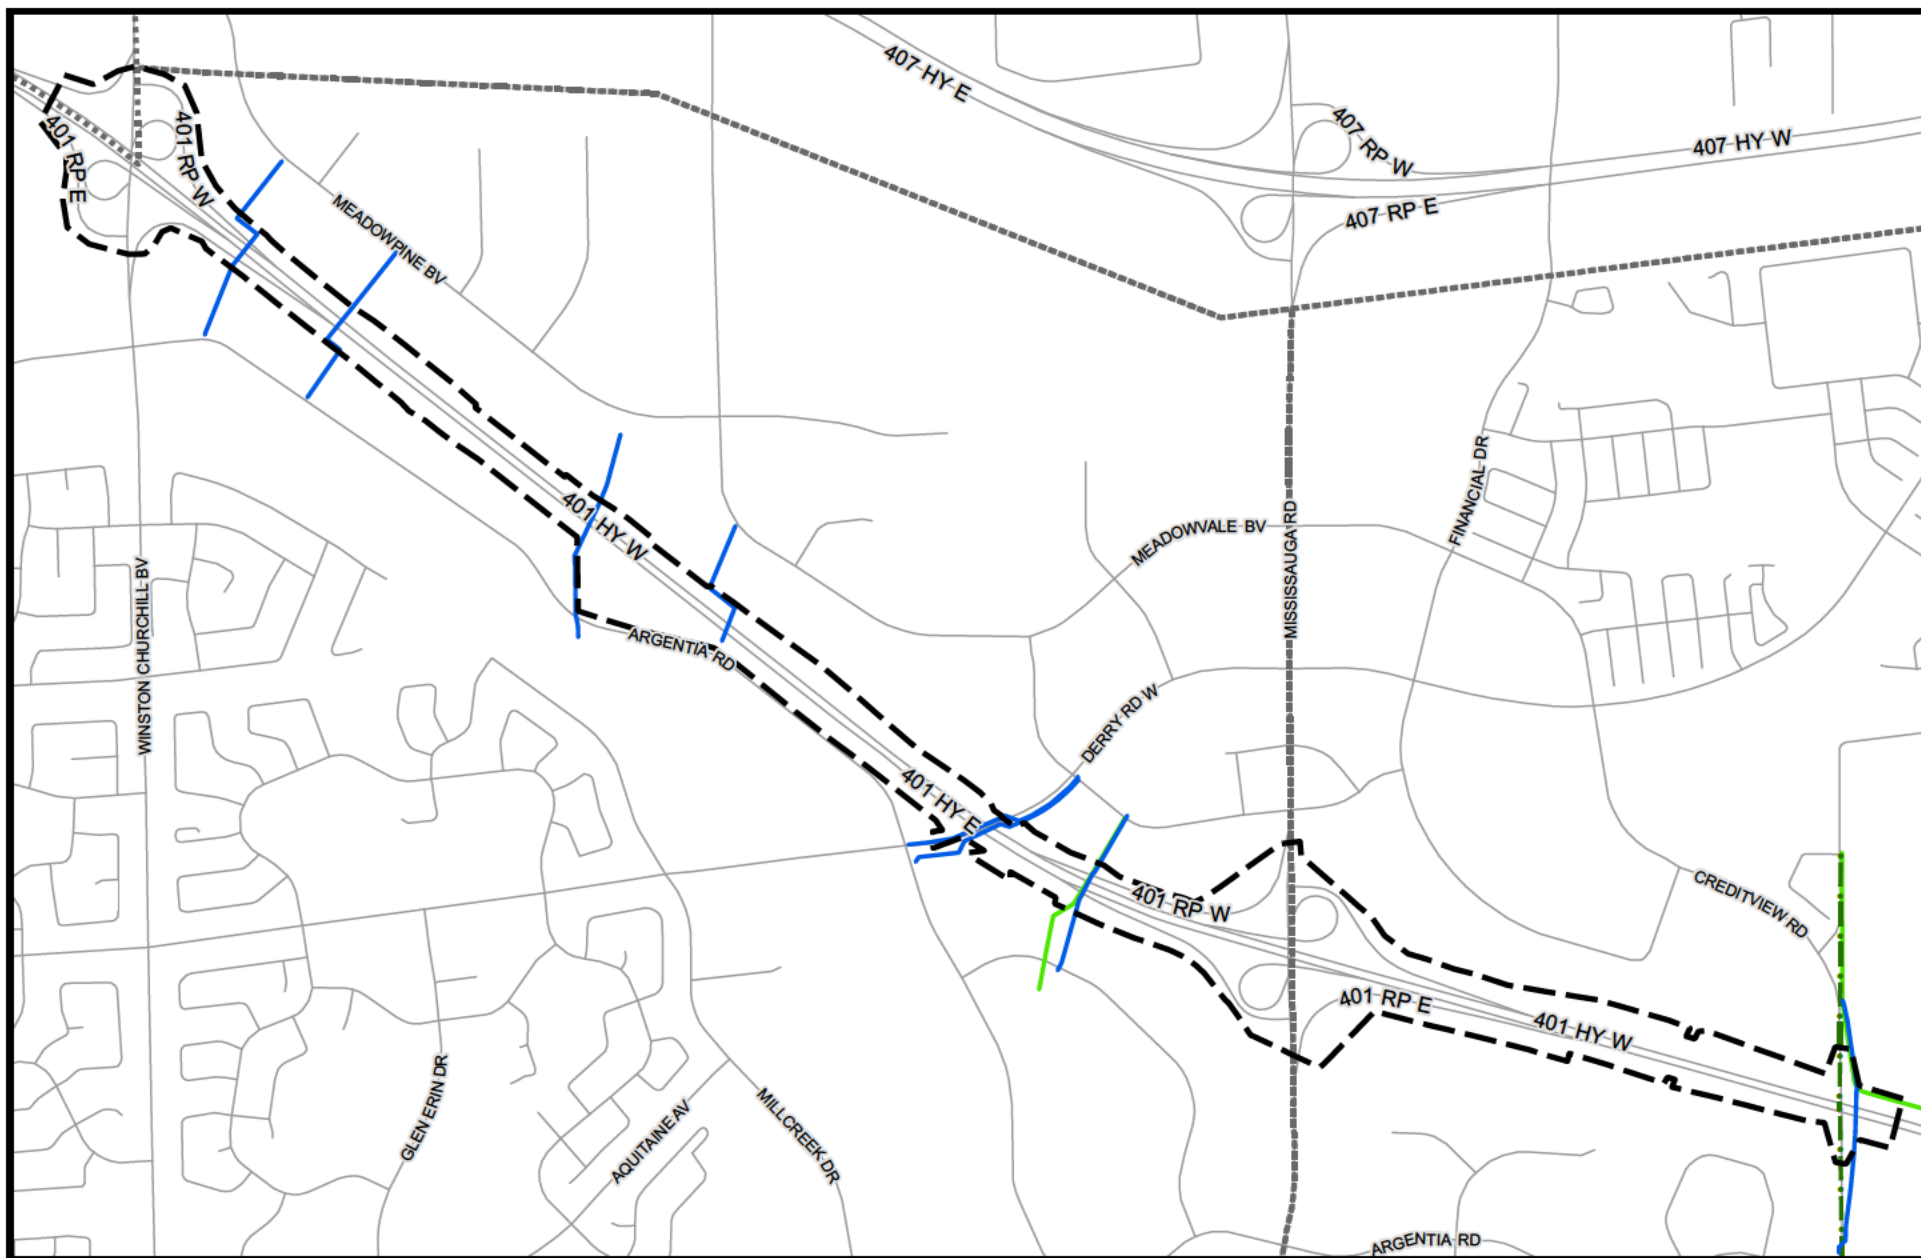 407 HY E
407 RP W
407 HY W
407 RP E
401 RP E
401 RP W
MEADOWPINE BV
FINANCIAL DR
401 HY W
MEADOWVALE BV
MISSISSAUGA RD
WINSTON CHURCHILL BV
ARGENTIA RD
DERRY RD W
401 HY E
401 RP W
CREDITVIEW RD
401 RP E
401 HY W
GLEN ERIN DR
AQUITAINE AV
MILLCREEK DR
ARGENTIA RD